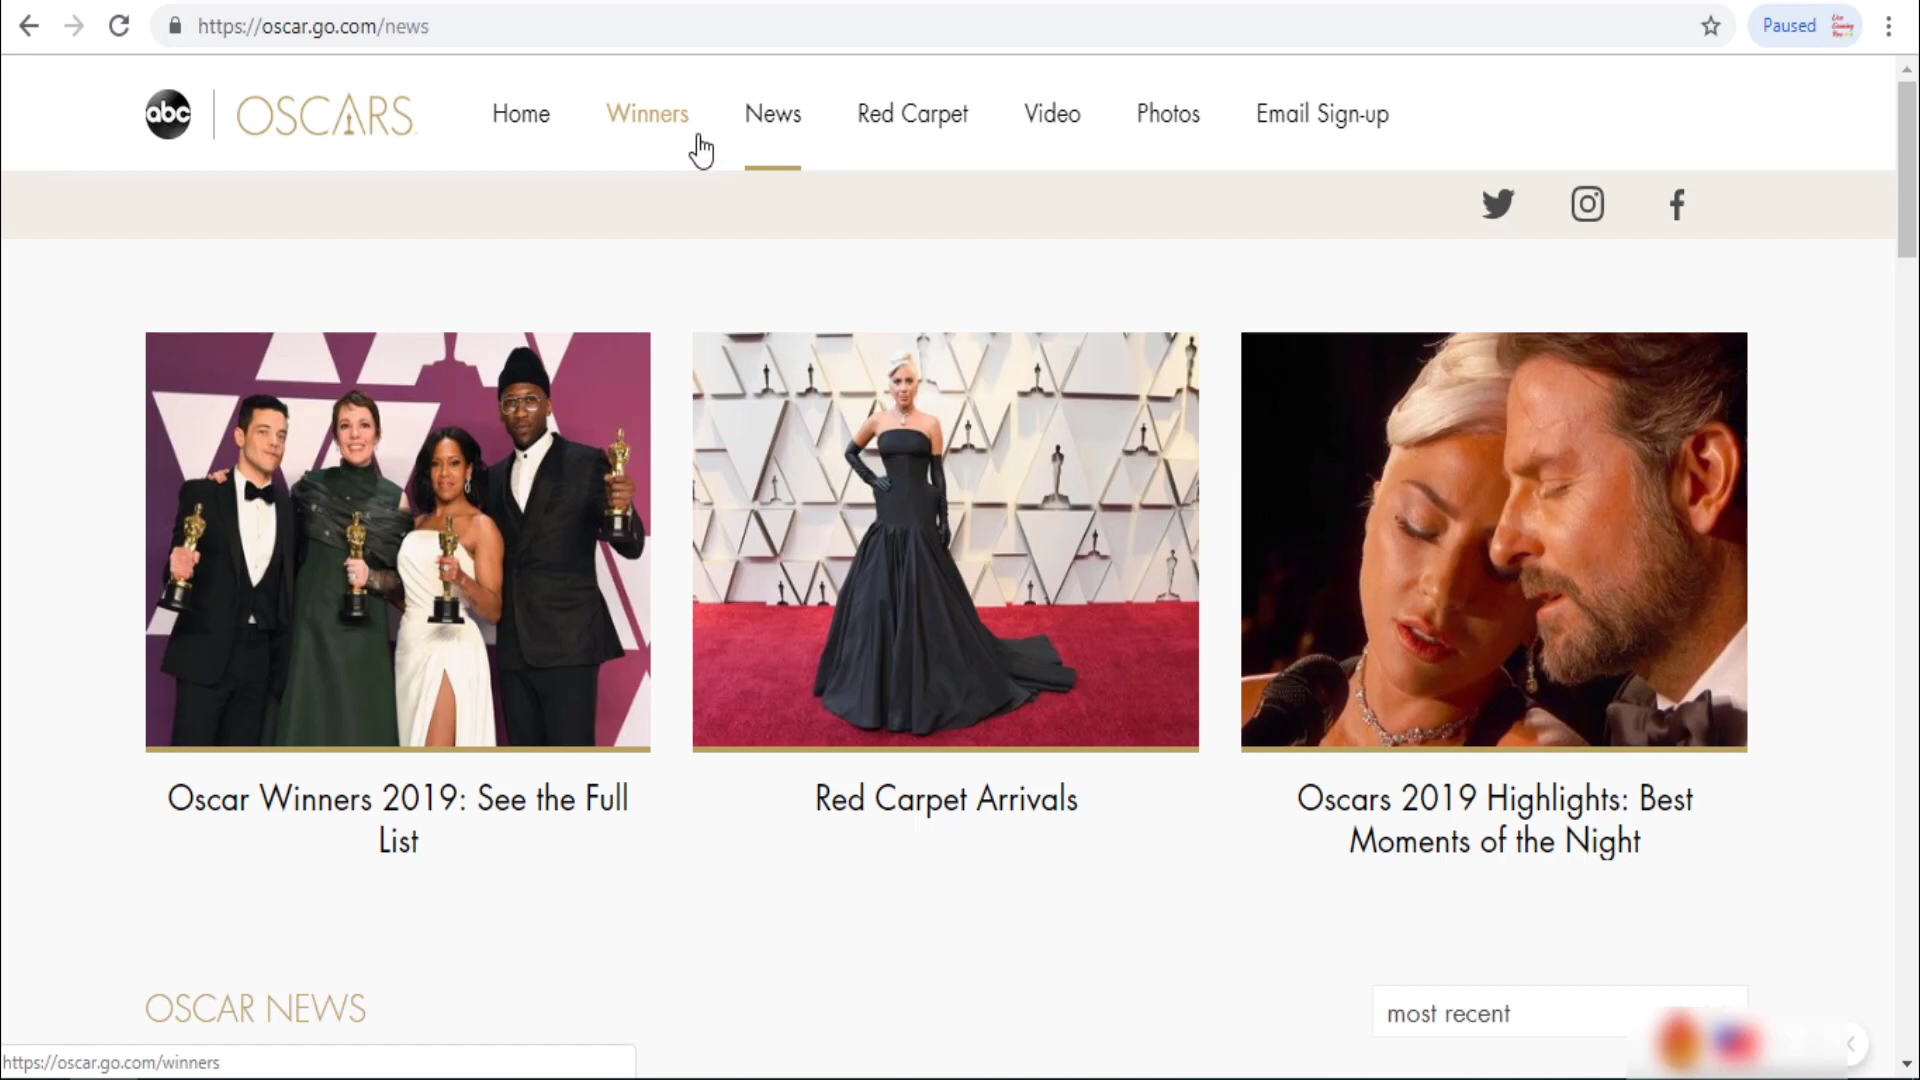 https://oscar.go.com/news
Paused
abc
OSCARS
Home
Winners
News
Red Carpet
Video
Photos
Email Sign-up
Oscar Winners 2019: See the Full
List
Red Carpet Arrivals
Oscars 2019 Highlights: Best
Moments of the Night
OSCAR NEWS
most recent
https://oscar.go.com/winners